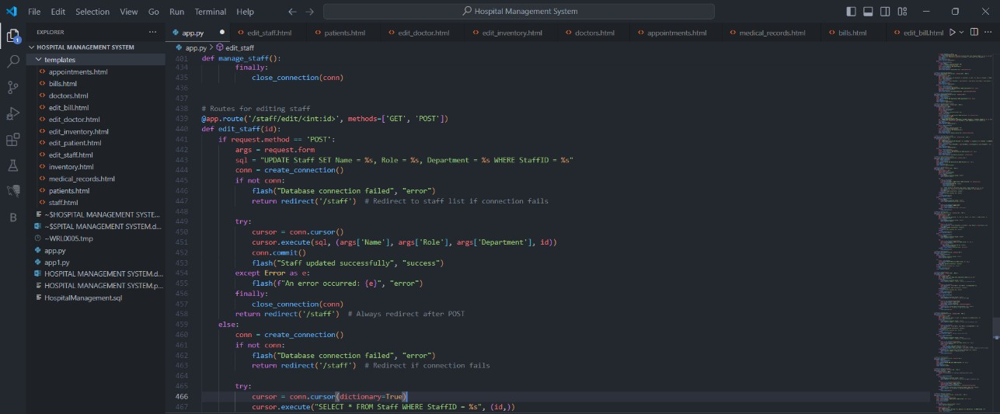 File Edit Selection View Go Run Terminal Help
Hospital Management System
EXPLORER
HOSPITAL MANAGEMENT SYSTEM
templates
appointments.html
bills.html
doctors.html
edit_bill.html
edit_doctor.html
edit_inventory.html
edit_patient.html
edit_staff.html
inventory.html
medical_records.html
patients.html
staff.html
~$HOSPITAL MANAGEMENT SYSTE...
~$SPITAL MANAGEMENT SYSTEM.d...
~WRL0005.tmp
app.py
app1.py
HOSPITAL MANAGEMENT SYSTEM.d...
HOSPITAL MANAGEMENT SYSTEM.p...
HospitalManagement.sql
1
B
app.py edit_staff.html patients.html edit_doctor.html edit_inventory.html doctors.html appointments.html medical_records.html bills.html edit_bill.html
app.py > edit_staff
401 def manage_staff():
434 finally:
435 close_connection(conn)
436
437
438 # Routes for editing staff
439 @app.route('/staff/edit/<int:id>', methods=['GET', 'POST'])
440 def edit_staff(id):
441 if request.method == 'POST':
442 args = request.form
443 sql = "UPDATE Staff SET Name = %s, Role = %s, Department = %s WHERE StaffID = %s"
444 conn = create_connection()
445 if not conn:
446 flash("Database connection failed", "error")
447 return redirect('/staff') # Redirect to staff list if connection fails
448
449 try:
450 cursor = conn.cursor()
451 cursor.execute(sql, (args['Name'], args['Role'], args['Department'], id))
452 conn.commit()
453 flash("Staff updated successfully", "success")
454 except Error as e:
455 flash(f"An error occurred: {e}", "error")
456 finally:
457 close_connection(conn)
458 return redirect('/staff') # Always redirect after POST
459 else:
460 conn = create_connection()
461 if not conn:
462 flash("Database connection failed", "error")
463 return redirect('/staff') # Redirect if connection fails
464
465 try:
466 cursor = conn.cursor(dictionary=True)
467 cursor.execute("SELECT * FROM Staff WHERE StaffID = %s", (id,))